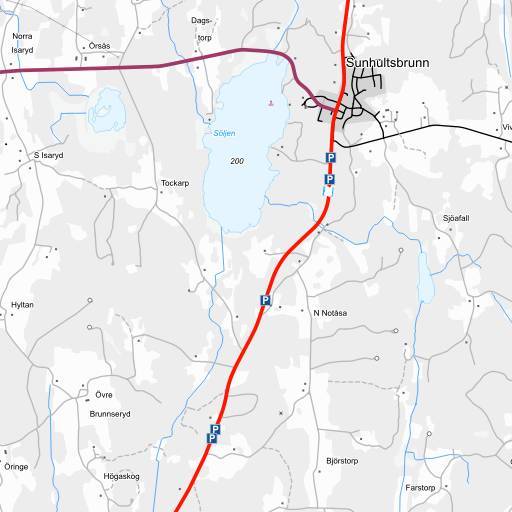 Norra
Isaryd
Örsås
Dags-
torp
Sunhultsbrunn
Söljen
200
S Isaryd
Tockarp
P
P
Sjöafall
Hyltan
P
N Notåsa
Övre
Brunnseryd
P
P
Öringe
Högaskog
Björstorp
Farstorp